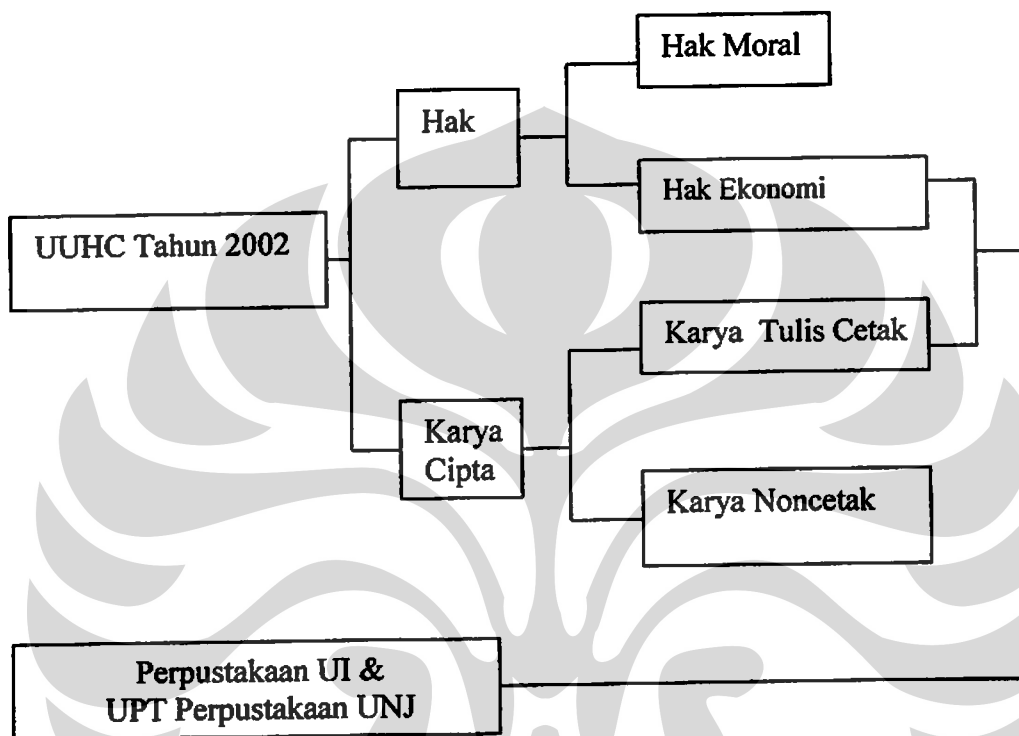 Hak Moral
Hak
Hak Ekonomi
UUHC Tahun 2002
Karya Tulis Cetak
Karya
Cipta
Karya Noncetak
Perpustakaan UI &
UPT Perpustakaan UNJ